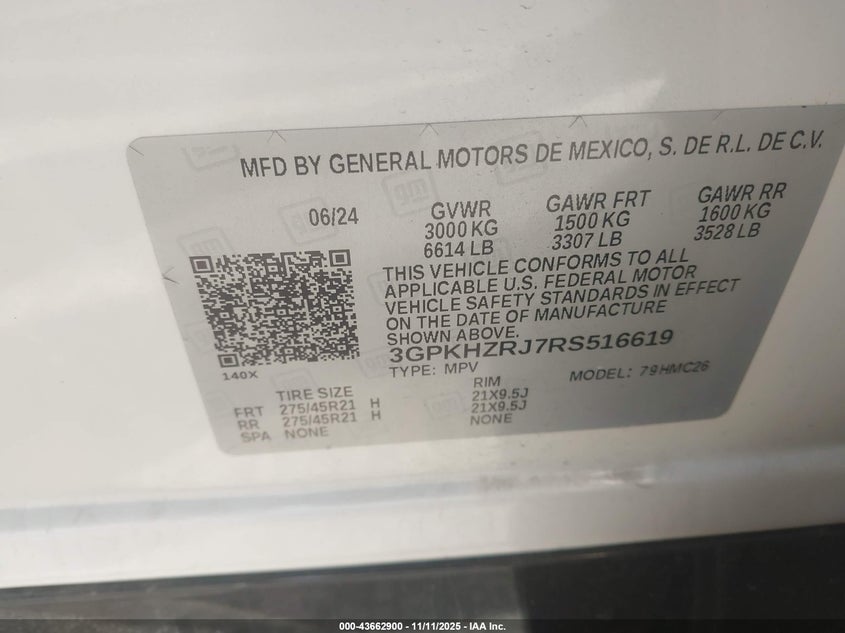 MFD BY GENERAL MOTORS DE MEXICO, S. DE R.L. DE C.V.
06/24 GVWR GAWR FRT GAWR RR
3000 KG 1500 KG 1600 KG
6614 LB 3307 LB 3528 LB
THIS VEHICLE CONFORMS TO ALL
APPLICABLE U.S. FEDERAL MOTOR
VEHICLE SAFETY STANDARDS IN EFFECT
ON THE DATE OF MANUFACTURE
SHOWN ABOVE.
3GPKHZRJ7RS516619
140X TYPE: MPV MODEL: 79HMC26
TIRE SIZE RIM
FRT 275/45R21 H 21X9.5J
RR 275/45R21 H 21X9.5J
SPA NONE NONE
000-43662900 - 11/11/2025 - IAA Inc.